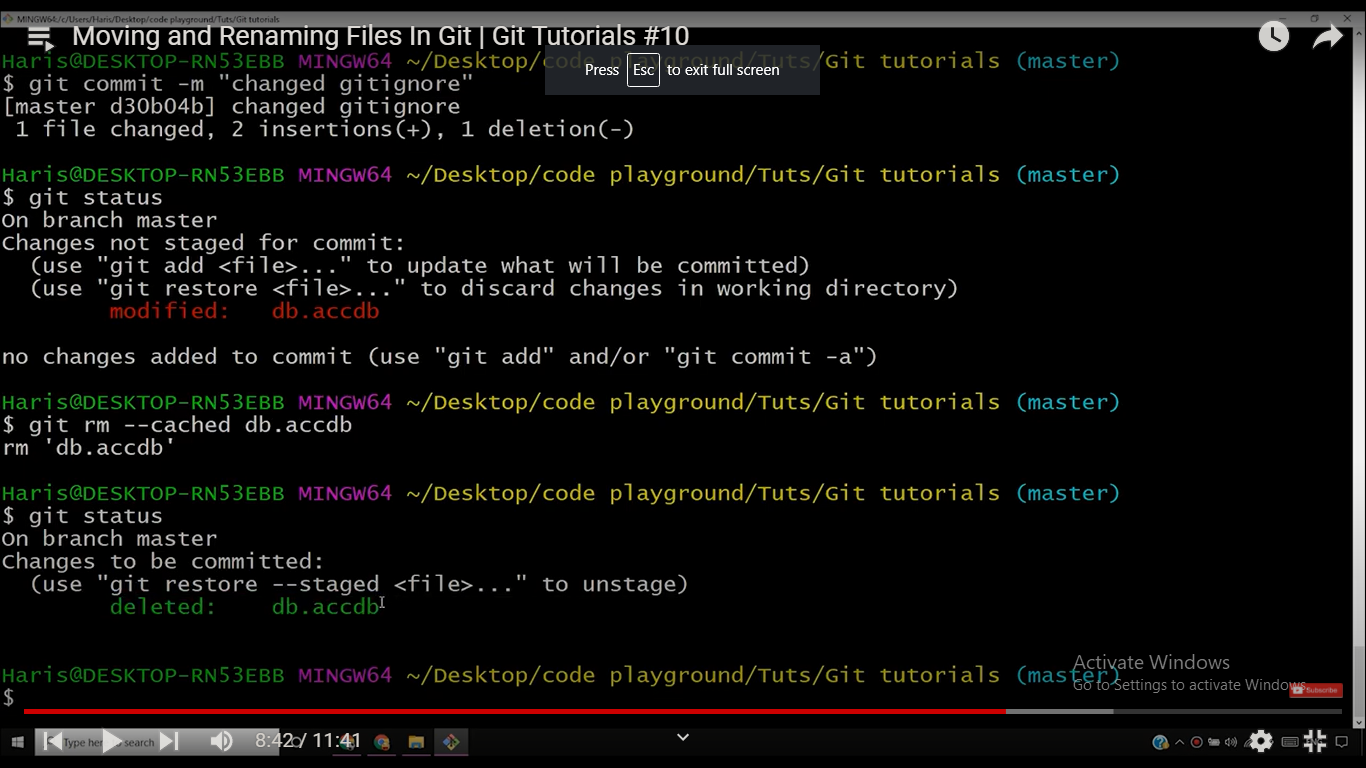 MINGW64:/c/Users/Haris/Desktop/code playground/Tuts/Git tutorials
Moving and Renaming Files In Git | Git Tutorials #10
Haris@DESKTOP-RN53EBB MINGW64 ~/Desktop/code playground/Tuts/Git tutorials (master)
Press Esc to exit full screen
$ git commit -m "changed gitignore"
[master d30b04b] changed gitignore
1 file changed, 2 insertions(+), 1 deletion(-)
Haris@DESKTOP-RN53EBB MINGW64 ~/Desktop/code playground/Tuts/Git tutorials (master)
$ git status
On branch master
Changes not staged for commit:
(use "git add <file>..." to update what will be committed)
(use "git restore <file>..." to discard changes in working directory)
modified: db.accdb
no changes added to commit (use "git add" and/or "git commit -a")
Haris@DESKTOP-RN53EBB MINGW64 ~/Desktop/code playground/Tuts/Git tutorials (master)
$ git rm --cached db.accdb
rm 'db.accdb'
Haris@DESKTOP-RN53EBB MINGW64 ~/Desktop/code playground/Tuts/Git tutorials (master)
$ git status
On branch master
Changes to be committed:
(use "git restore --staged <file>..." to unstage)
deleted: db.accdb
Haris@DESKTOP-RN53EBB MINGW64 ~/Desktop/code playground/Tuts/Git tutorials (master)
$
Activate Windows
Go to Settings to activate Windows.
Subscribe
Type here search
8:42 / 11:41